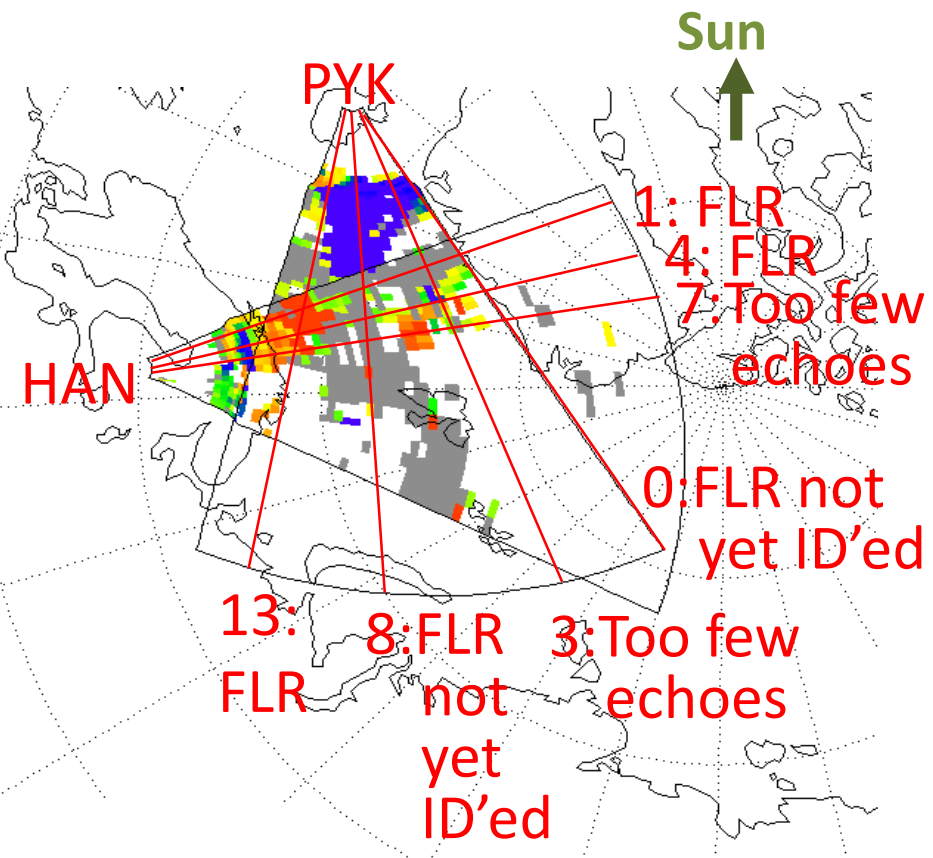 Sun
PYK
1: FLR
4: FLR
7:Too few
echoes
HAN
0:FLR not
yet ID’ed
13:
FLR
8:FLR
not
yet
ID’ed
3:Too few
echoes